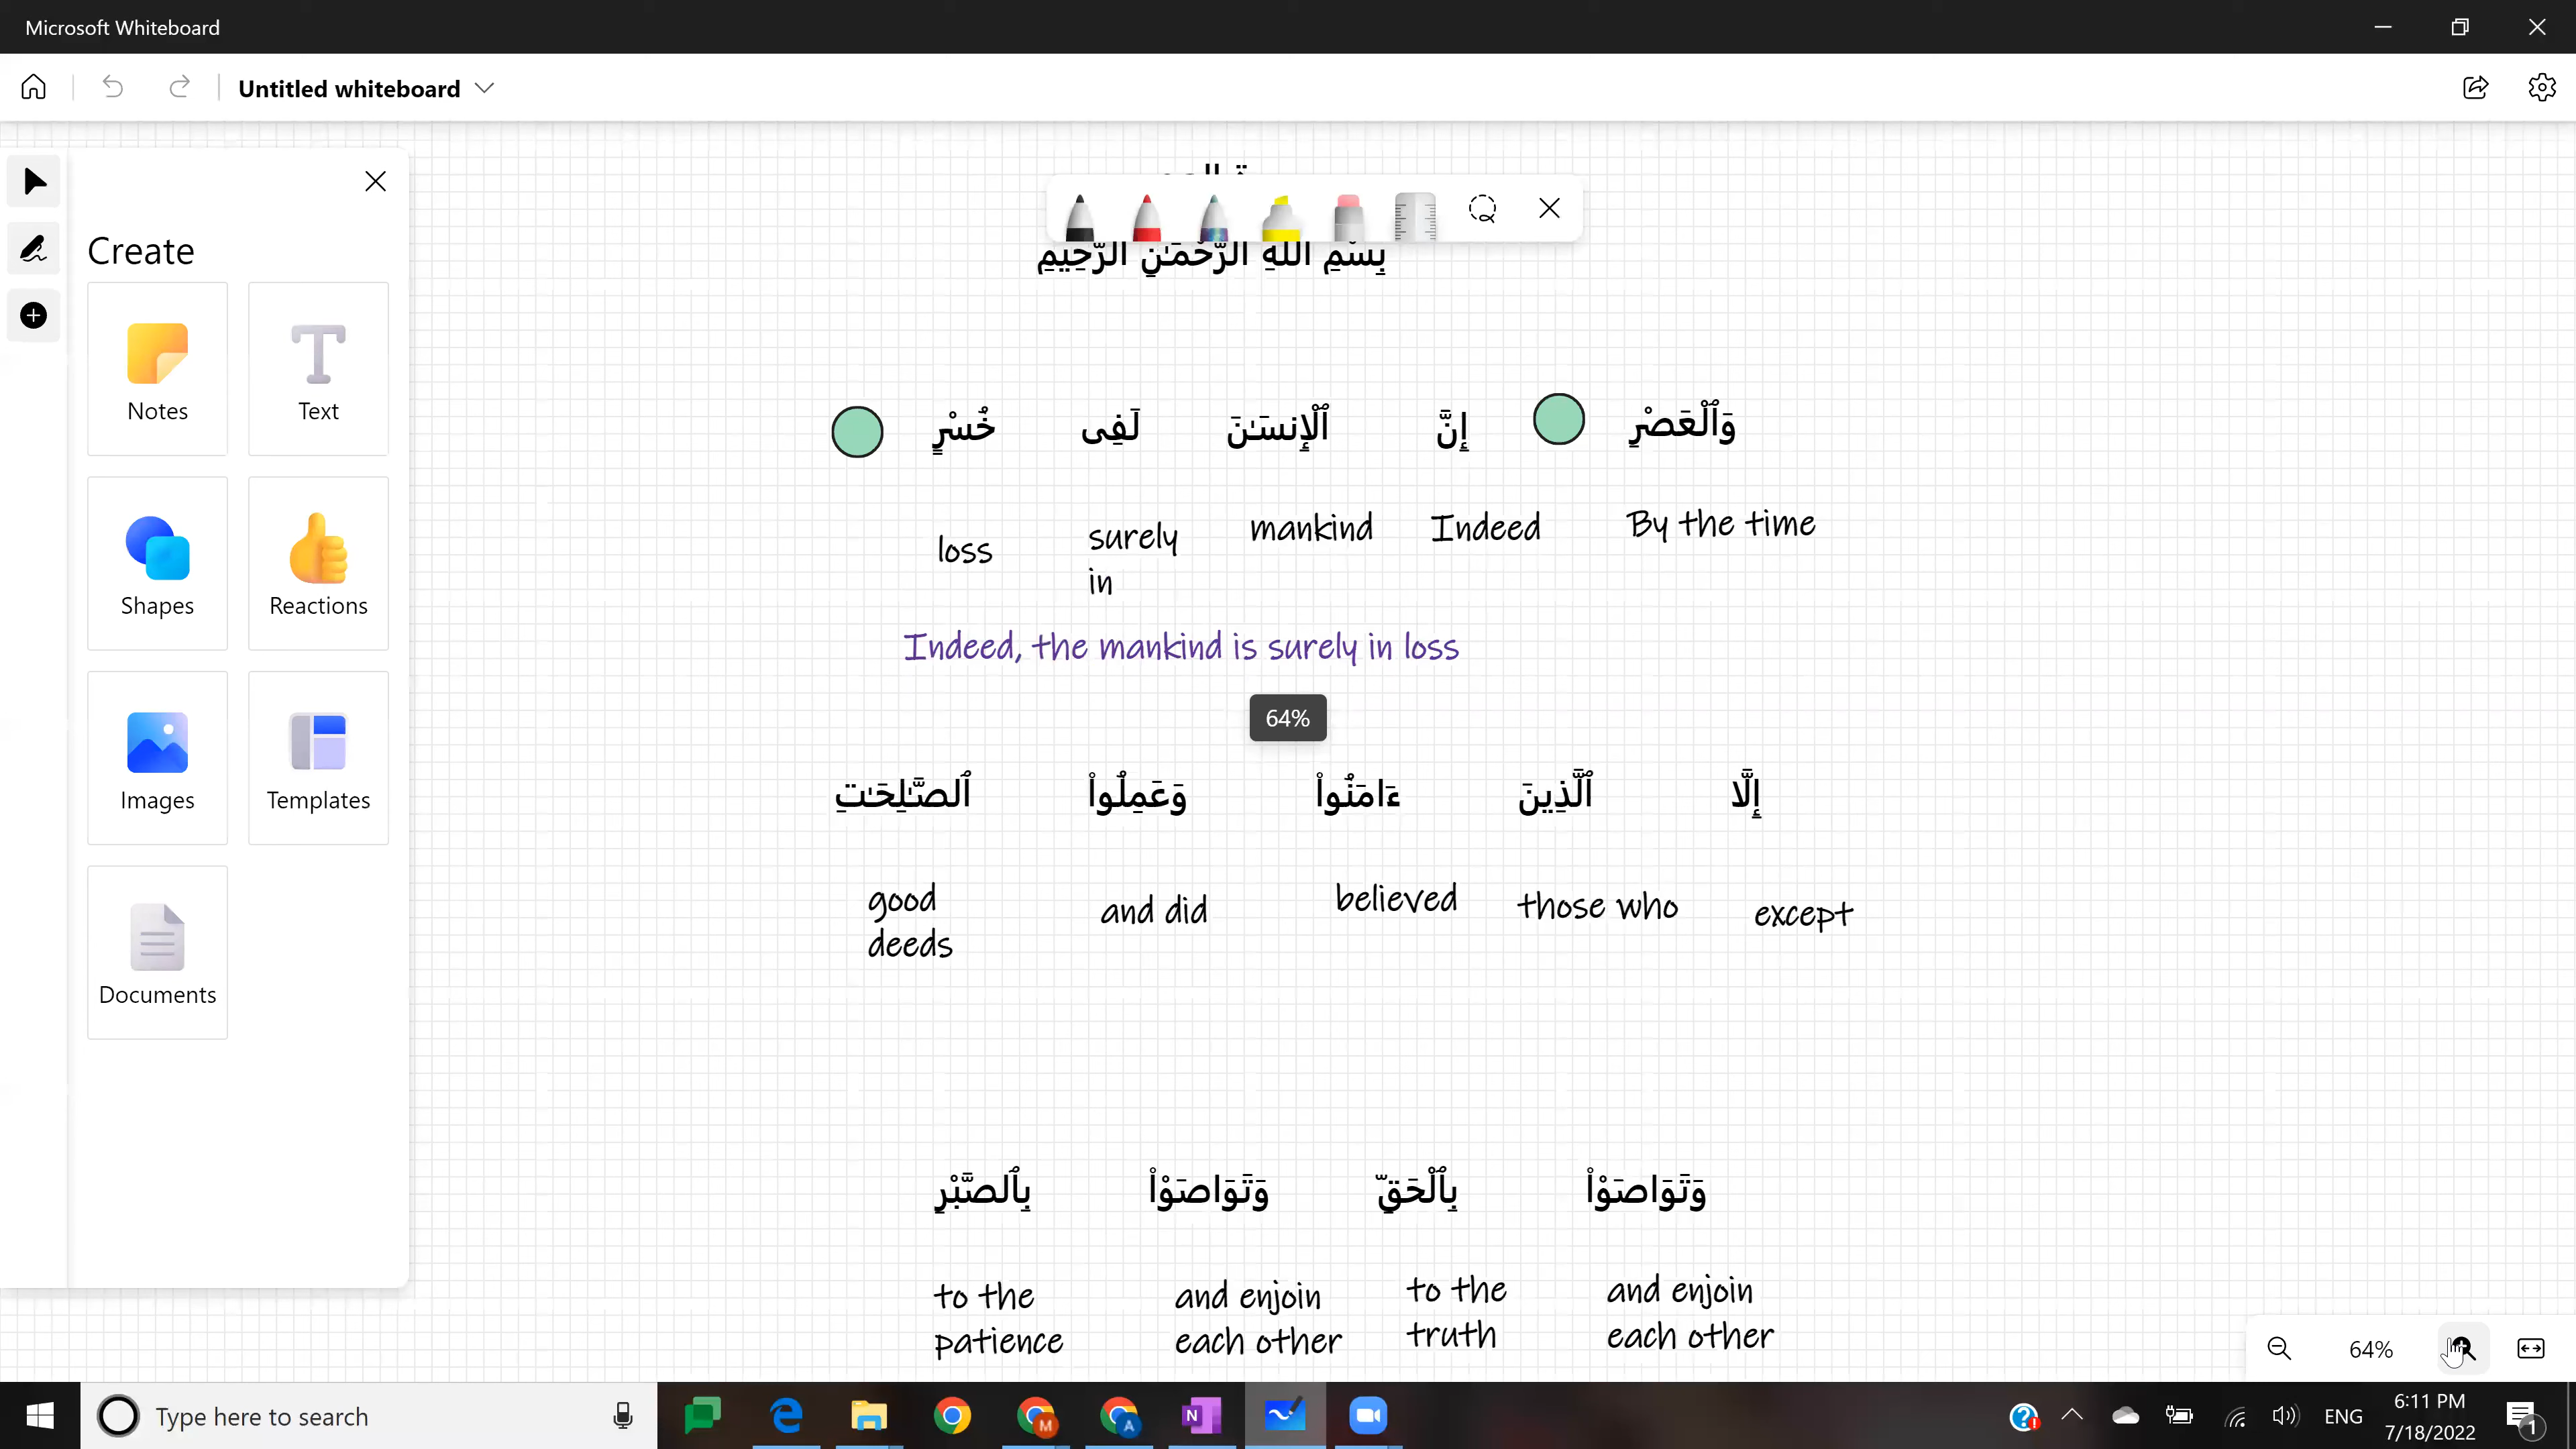 Microsoft Whiteboard
Untitled whiteboard
Create
Notes
Text
Shapes
Reactions
Images
Templates
Documents
بِسْمِ اللَّهِ الرَّحْمَـٰنِ الرَّحِيمِ
وَٱلْعَصْرِ إِنَّ ٱلْإِنسَـٰنَ لَفِى خُسْرٍ
By the time
Indeed
mankind
surely
in
loss
Indeed, the mankind is surely in loss
64%
إِلَّا ٱلَّذِينَ ءَامَنُوا۟ وَعَمِلُوا۟ ٱلصَّـٰلِحَـٰتِ
except
those who
believed
and did
good
deeds
وَتَوَاصَوْا۟ بِٱلْحَقِّ وَتَوَاصَوْا۟ بِٱلصَّبْرِ
and enjoin
each other
to the
truth
and enjoin
each other
to the
patience
64%
Type here to search
ENG
6:11 PM
7/18/2022
1